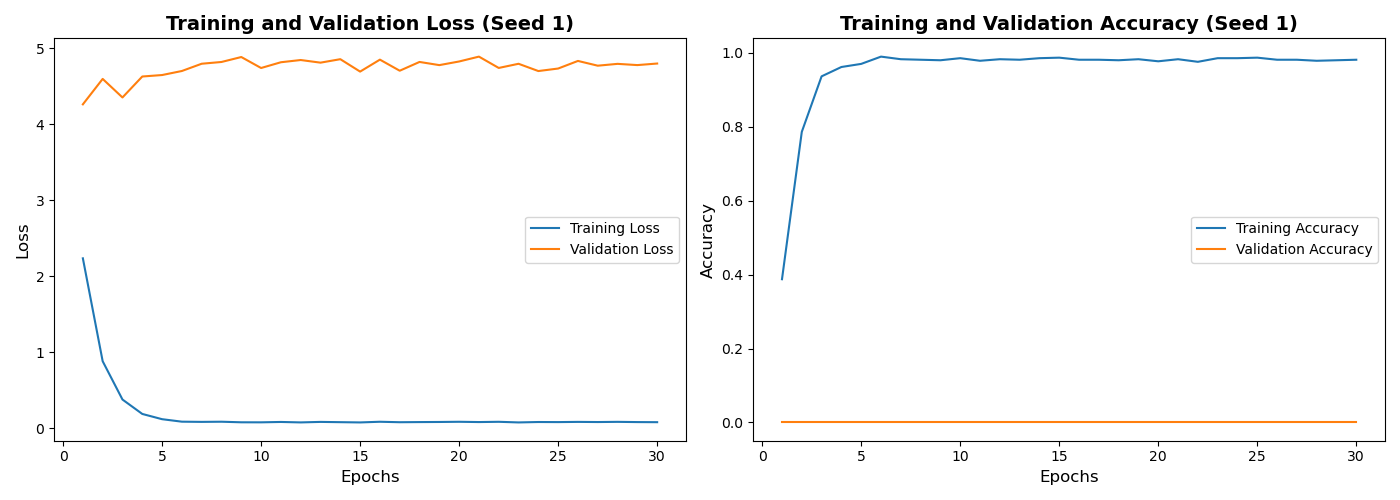 Training and Validation Loss (Seed 1)
5
4
3
2
1
0
Loss
0
5
10
15
20
25
30
Epochs
Training Loss
Validation Loss
Training and Validation Accuracy (Seed 1)
1.0
0.8
0.6
0.4
0.2
0.0
Accuracy
0
5
10
15
20
25
30
Epochs
Training Accuracy
Validation Accuracy